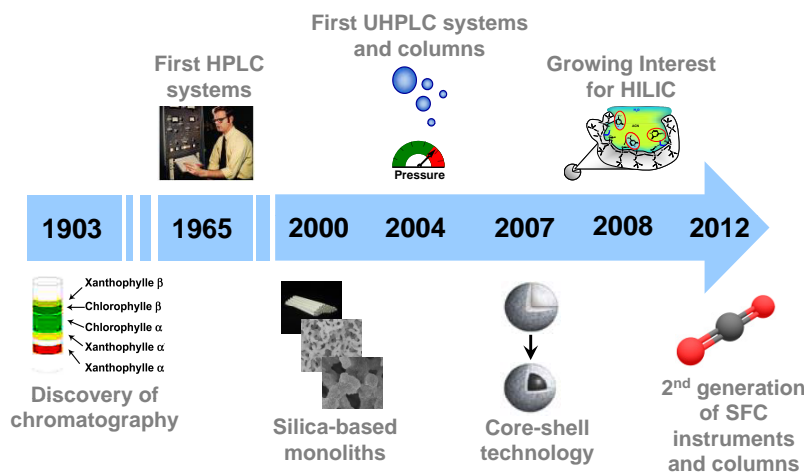 First UHPLC systems
and columns
First HPLC
systems
Growing Interest
for HILIC
Pressure
1903
1965
2000
2004
2007
2008
2012
Xanthophylle β
Chlorophylle β
Chlorophylle α
Xanthophylle α
Xanthophylle α
Discovery of
chromatography
Silica-based
monoliths
Core-shell
technology
2nd generation
of SFC
instruments
and columns